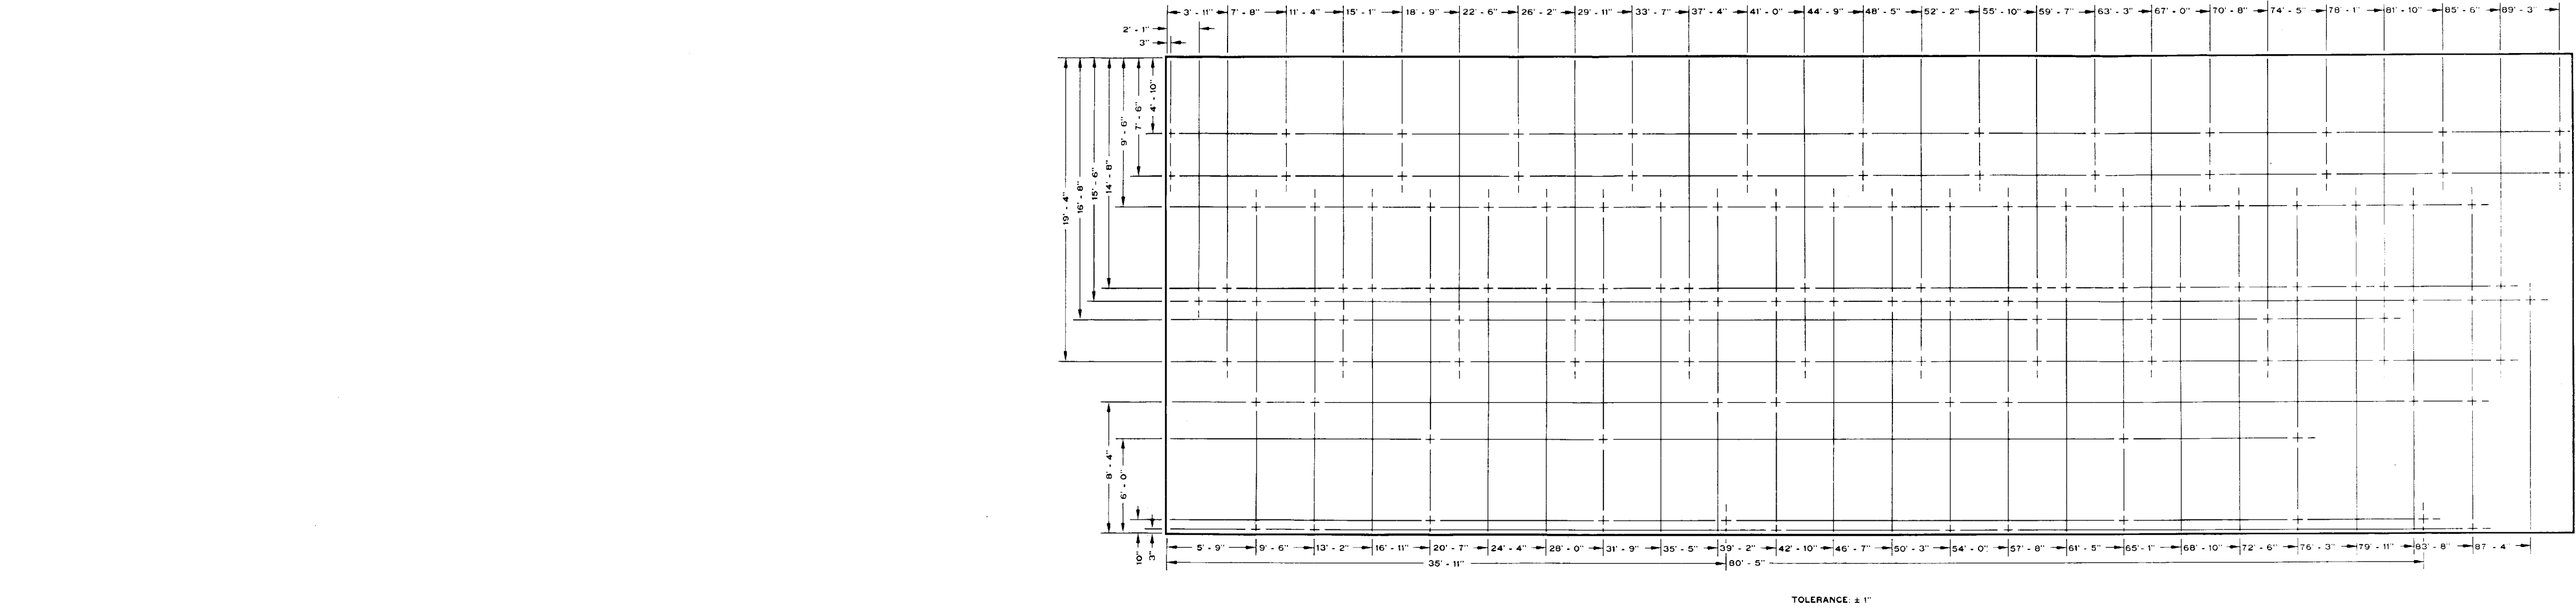 3' - 11" 7' - 8" 11' - 4" 15' - 1" 18' - 9" 22' - 6" 26' - 2" 29' - 11" 33' - 7" 37' - 4" 41' - 0" 44' - 9" 48' - 5" 52' - 2" 55' - 10" 59' - 7" 63' - 3" 67' - 0" 70' - 8" 74' - 5" 78' - 1" 81' - 10" 85' - 6" 89' - 3"
2' - 1"
3"
19' - 4"
16' - 8"
15' - 6"
14' - 8"
9' - 6"
7' - 6"
4' - 10"
8' - 4"
6' - 0"
10"
3"
5' - 9" 9' - 6" 13' - 2" 16' - 11" 20' - 7" 24' - 4" 28' - 0" 31' - 9" 35' - 5" 39' - 2" 42' - 10" 46' - 7" 50' - 3" 54' - 0" 57' - 8" 61' - 5" 65' - 1" 68' - 10" 72' - 6" 76' - 3" 79' - 11" 83' - 8" 87' - 4"
35' - 11" 80' - 5"
TOLERANCE: ± 1"